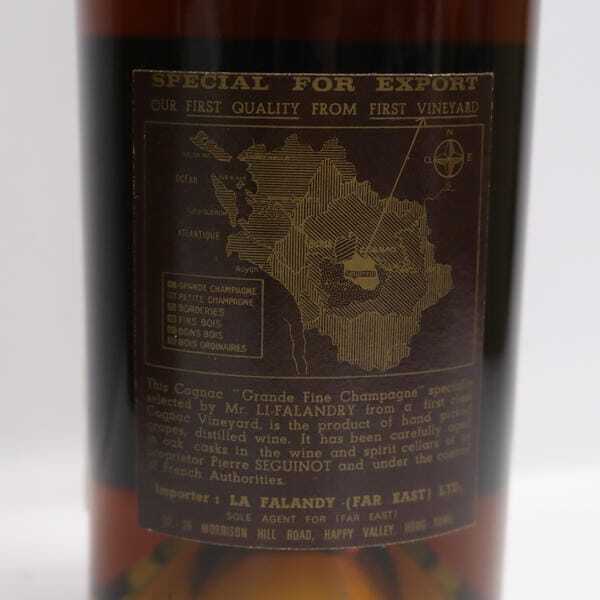 SPECIAL FOR EXPORT
OUR FIRST QUALITY FROM FIRST VINEYARD
N
O E
S
OCÉAN
ATLANTIQUE
Royan
SEGONZAC
GRANDE CHAMPAGNE
PETITE CHAMPAGNE
BORDERIES
FINS BOIS
BONS BOIS
BOIS ORDINAIRES
This Cognac "Grande Fine Champagne" specially
selected by Mr. LI-FALANDRY from a first class
Cognac Vineyard, is the product of hand picked
grapes, distilled wine. It has been carefully aged
in oak casks in the wine and spirit cellars of
proprietor Pierre SEGUINOT and under the control
of French Authorities.
Importer : LA FALANDY -(FAR EAST) LTD.
SOLE AGENT FOR (FAR EAST)
MORRISON HILL ROAD, HAPPY VALLEY, HONG KONG